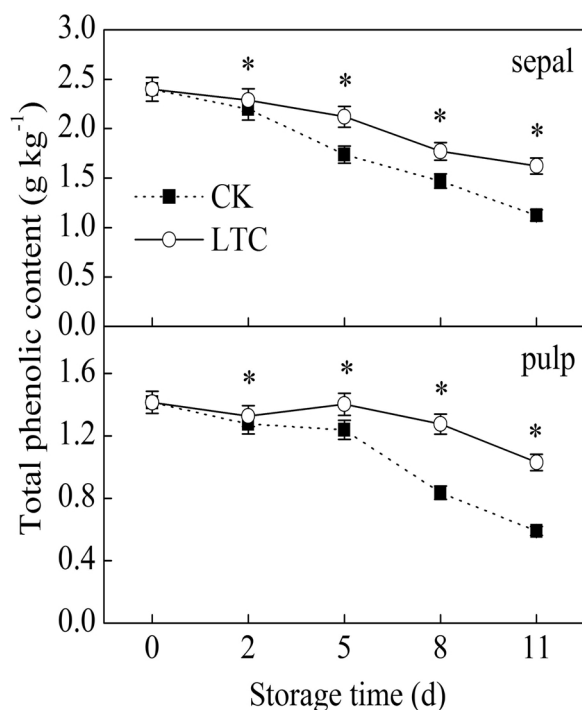 Total phenolic content (g kg⁻¹)
3.0
* * * * sepal
2.5
2.0
1.5
CK
1.0
LTC
0.5
0.0
* * * * pulp
1.6
1.2
0.8
0.4
0.0
0 2 5 8 11
Storage time (d)